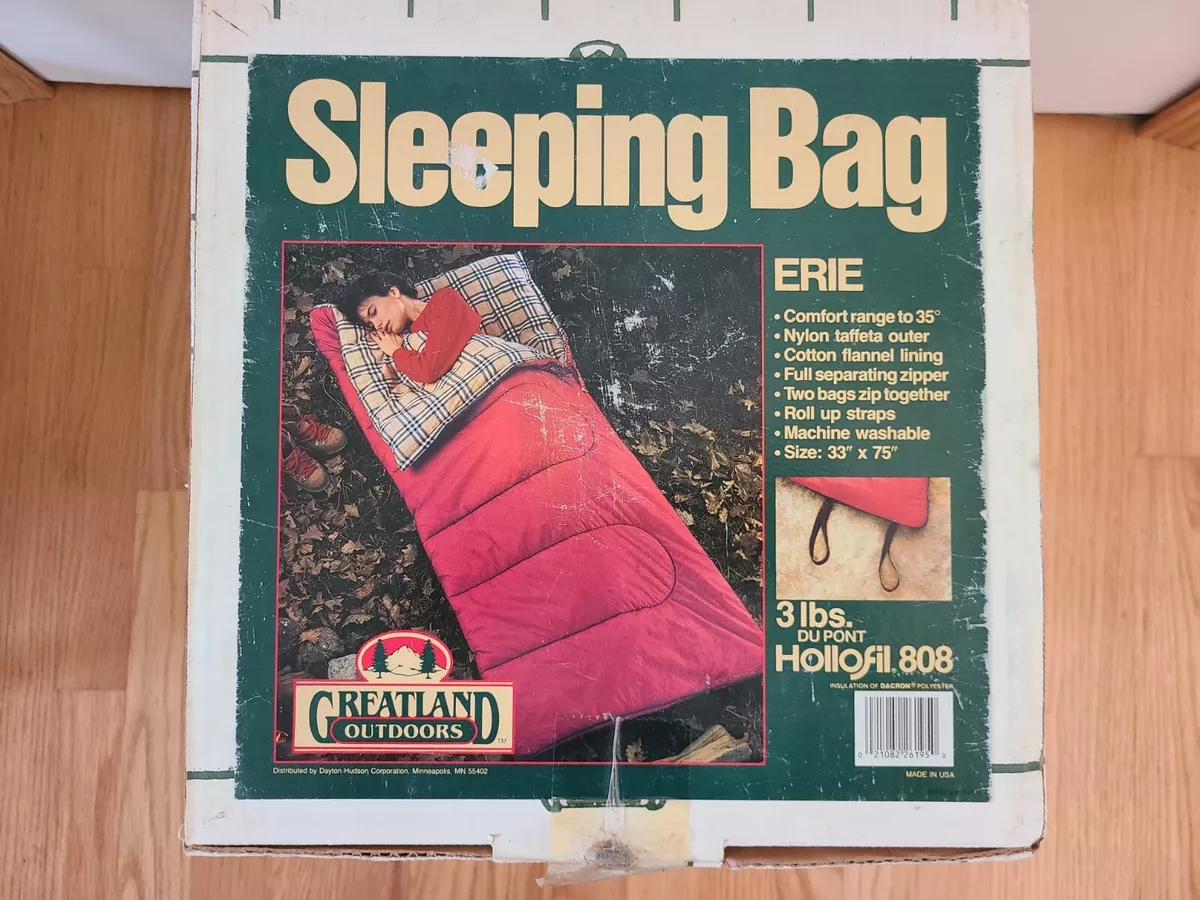 Sleeping Bag
ERIE
• Comfort range to 35°
• Nylon taffeta outer
• Cotton flannel lining
• Full separating zipper
• Two bags zip together
• Roll up straps
• Machine washable
• Size: 33" x 75"
3 lbs.
DU PONT
Hollofil® 808
INSULATION OF DACRON® POLYESTER
GREATLAND
OUTDOORS
TM
0 21082 26195 0
Distributed by Dayton Hudson Corporation, Minneapolis, MN 55402
MADE IN USA